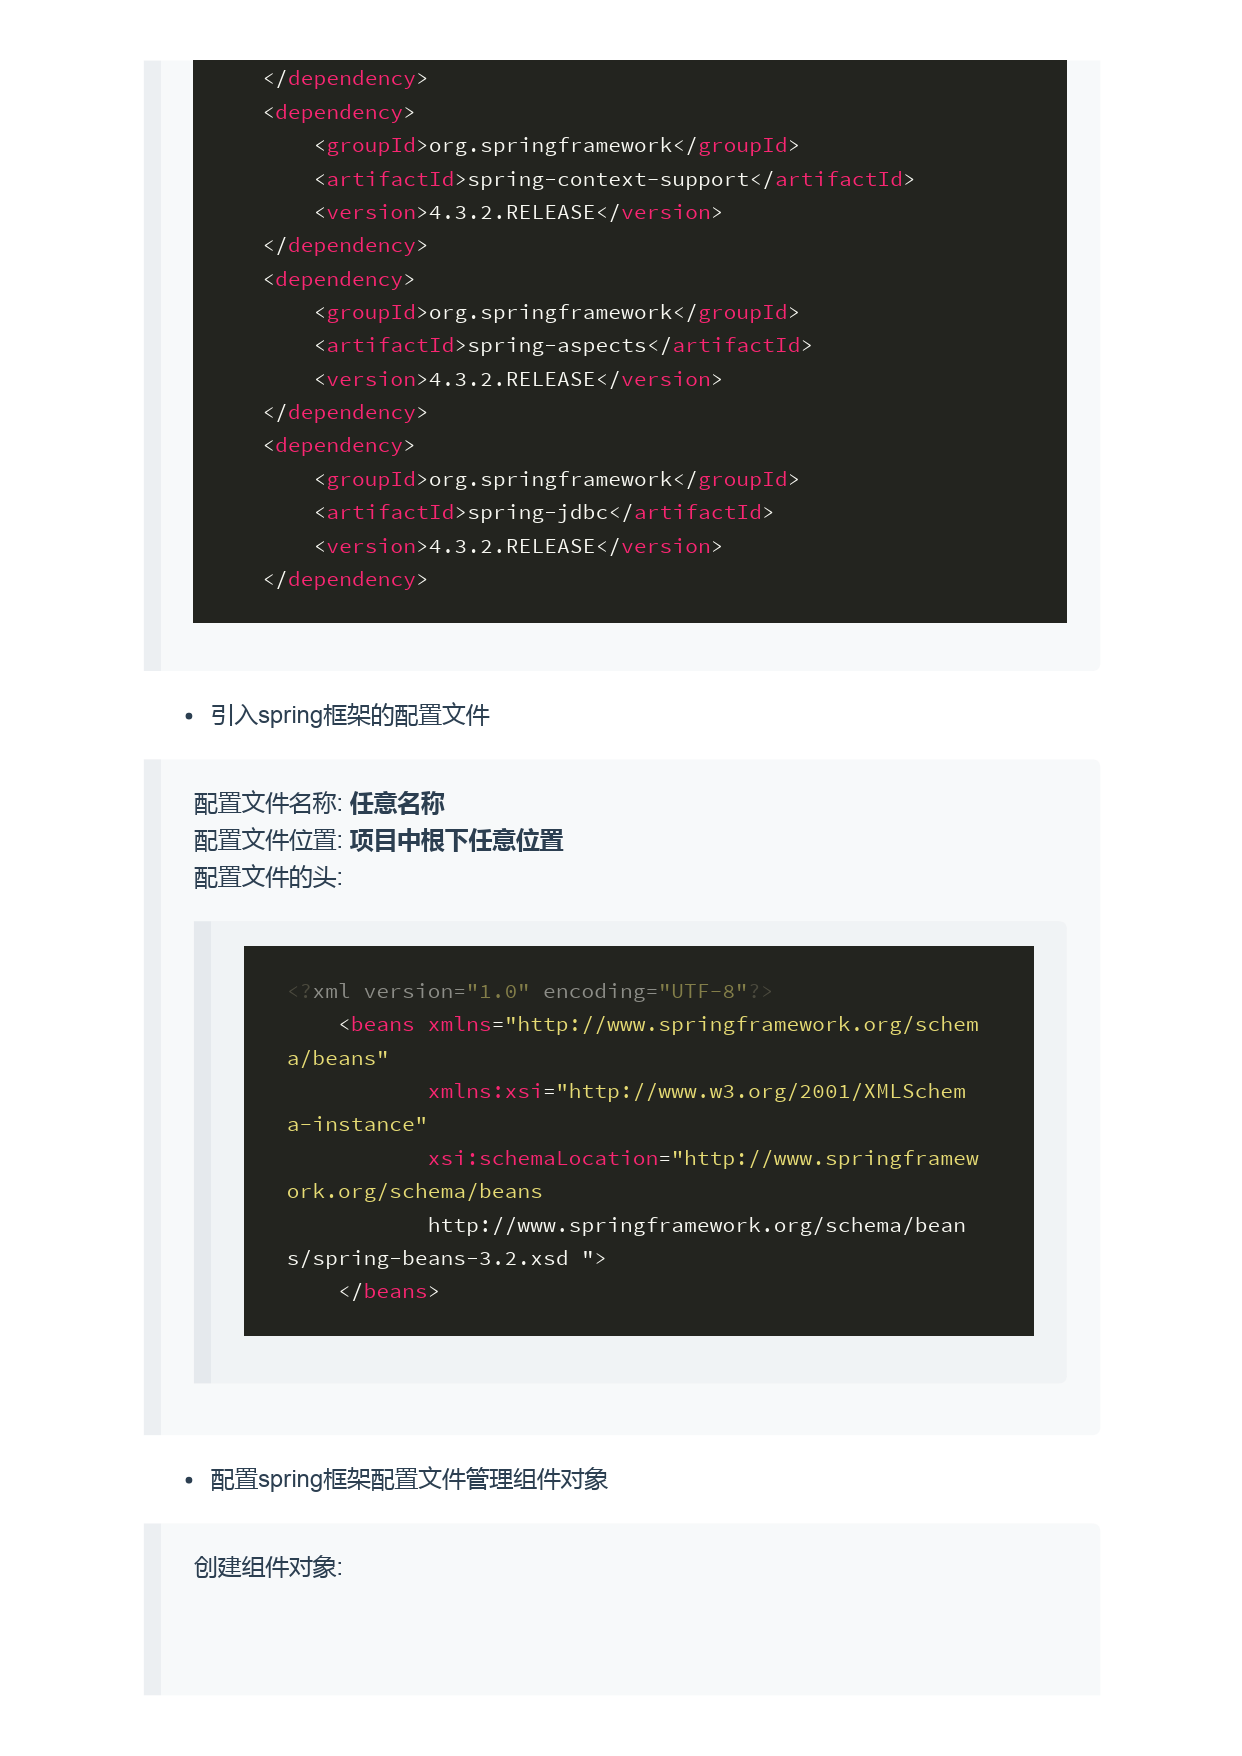 </dependency>
<dependency>
<groupId>org.springframework</groupId>
<artifactId>spring-context-support</artifactId>
<version>4.3.2.RELEASE</version>
</dependency>
<dependency>
<groupId>org.springframework</groupId>
<artifactId>spring-aspects</artifactId>
<version>4.3.2.RELEASE</version>
</dependency>
<dependency>
<groupId>org.springframework</groupId>
<artifactId>spring-jdbc</artifactId>
<version>4.3.2.RELEASE</version>
</dependency>
• 引入spring框架的配置文件
配置文件名称: 任意名称
配置文件位置: 项目中根下任意位置
配置文件的头:
<?xml version="1.0" encoding="UTF-8"?>
<beans xmlns="http://www.springframework.org/schem
a/beans"
xmlns:xsi="http://www.w3.org/2001/XMLSchem
a-instance"
xsi:schemaLocation="http://www.springframew
ork.org/schema/beans
http://www.springframework.org/schema/bean
s/spring-beans-3.2.xsd ">
</beans>
• 配置spring框架配置文件管理组件对象
创建组件对象: